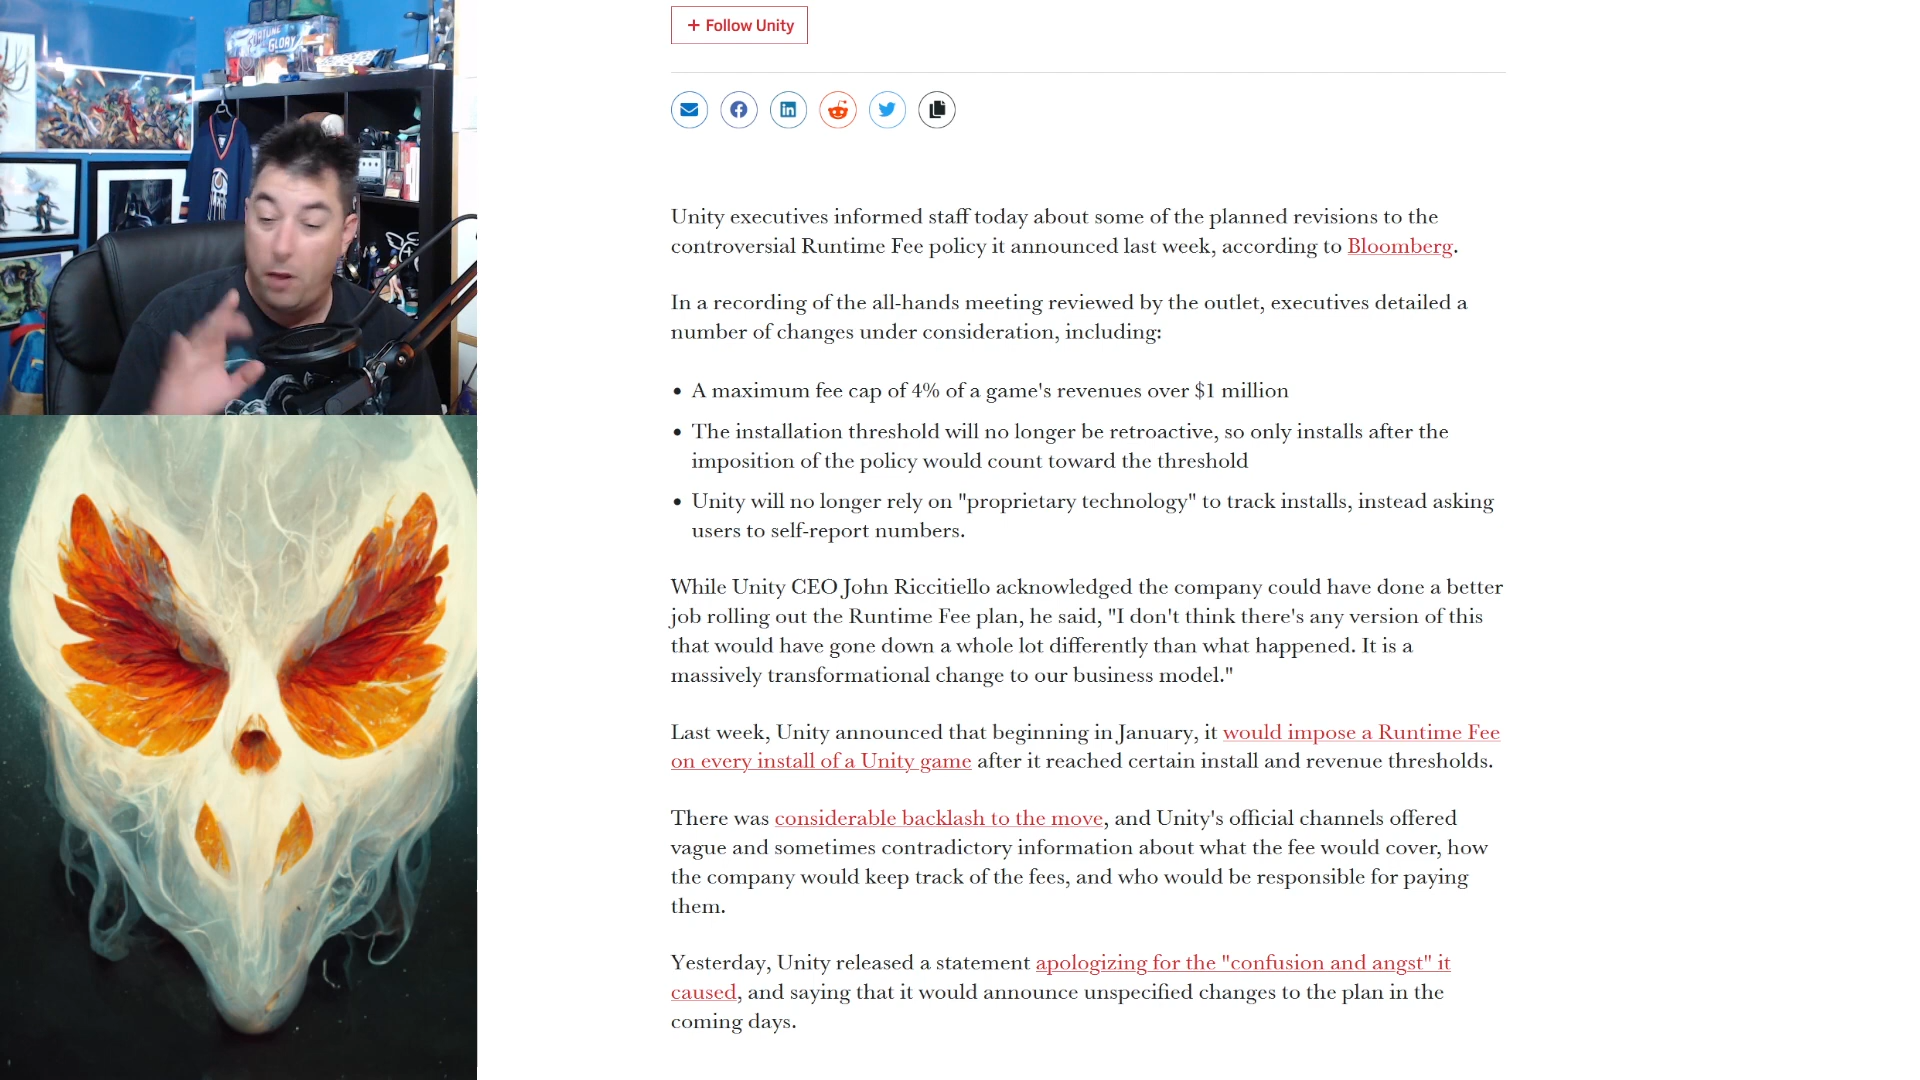 FORTUNE
GLORY
+ Follow Unity
Unity executives informed staff today about some of the planned revisions to the
controversial Runtime Fee policy it announced last week, according to Bloomberg.
In a recording of the all-hands meeting reviewed by the outlet, executives detailed a
number of changes under consideration, including:
• A maximum fee cap of 4% of a game's revenues over $1 million
• The installation threshold will no longer be retroactive, so only installs after the
imposition of the policy would count toward the threshold
• Unity will no longer rely on "proprietary technology" to track installs, instead asking
users to self-report numbers.
While Unity CEO John Riccitiello acknowledged the company could have done a better
job rolling out the Runtime Fee plan, he said, "I don't think there's any version of this
that would have gone down a whole lot differently than what happened. It is a
massively transformational change to our business model."
Last week, Unity announced that beginning in January, it would impose a Runtime Fee
on every install of a Unity game after it reached certain install and revenue thresholds.
There was considerable backlash to the move, and Unity's official channels offered
vague and sometimes contradictory information about what the fee would cover, how
the company would keep track of the fees, and who would be responsible for paying
them.
Yesterday, Unity released a statement apologizing for the "confusion and angst" it
caused, and saying that it would announce unspecified changes to the plan in the
coming days.